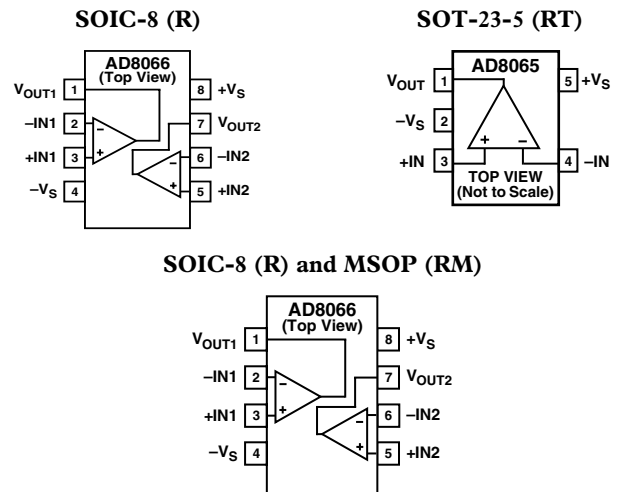 SOIC-8 (R)
AD8066
(Top View)
VOUT1 1
8 +VS
–IN1 2
7 VOUT2
+IN1 3
6 –IN2
–VS 4
5 +IN2
– +
– +
SOT-23-5 (RT)
AD8065
VOUT 1
5 +VS
–VS 2
+IN 3
4 –IN
+ –
TOP VIEW
(Not to Scale)
SOIC-8 (R) and MSOP (RM)
AD8066
(Top View)
VOUT1 1
8 +VS
–IN1 2
7 VOUT2
+IN1 3
6 –IN2
–VS 4
5 +IN2
– +
– +